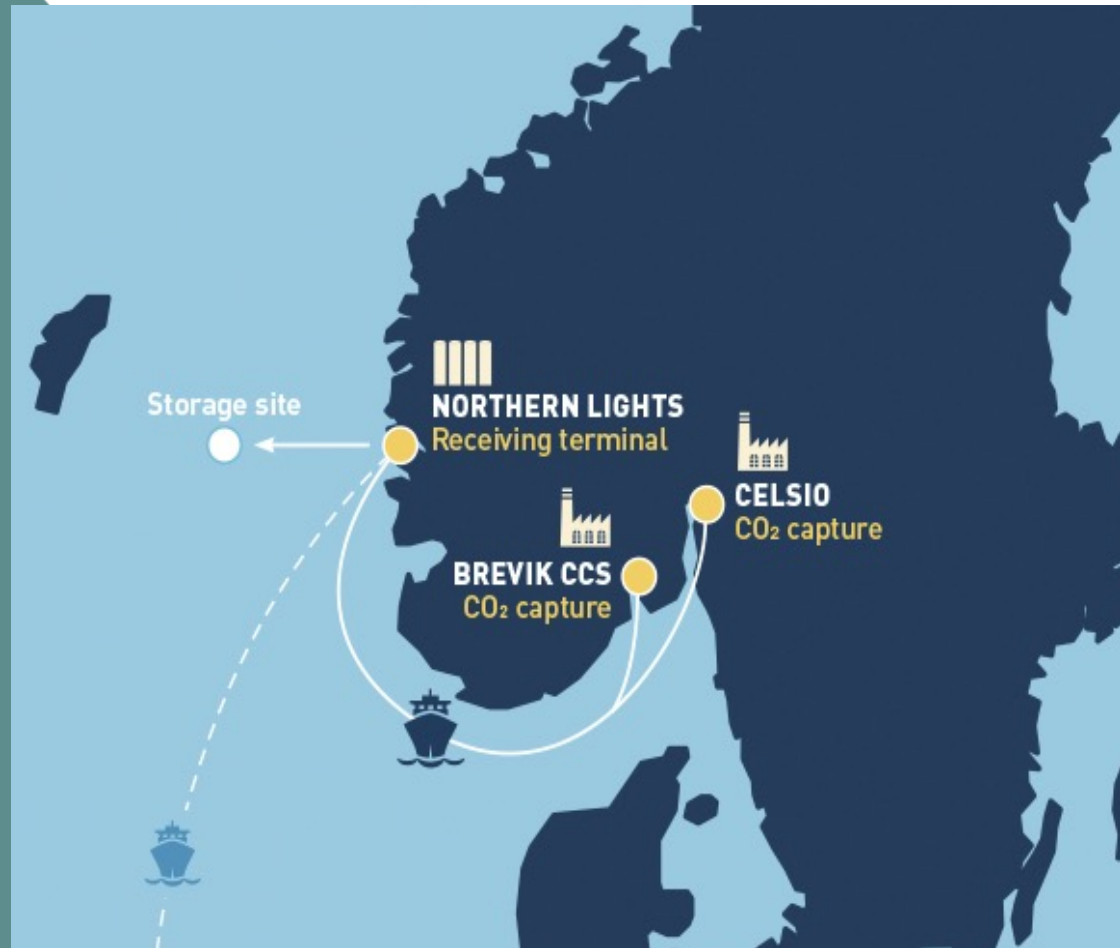 Storage site
NORTHERN LIGHTS
Receiving terminal
CELSIO
CO₂ capture
BREVIK CCS
CO₂ capture